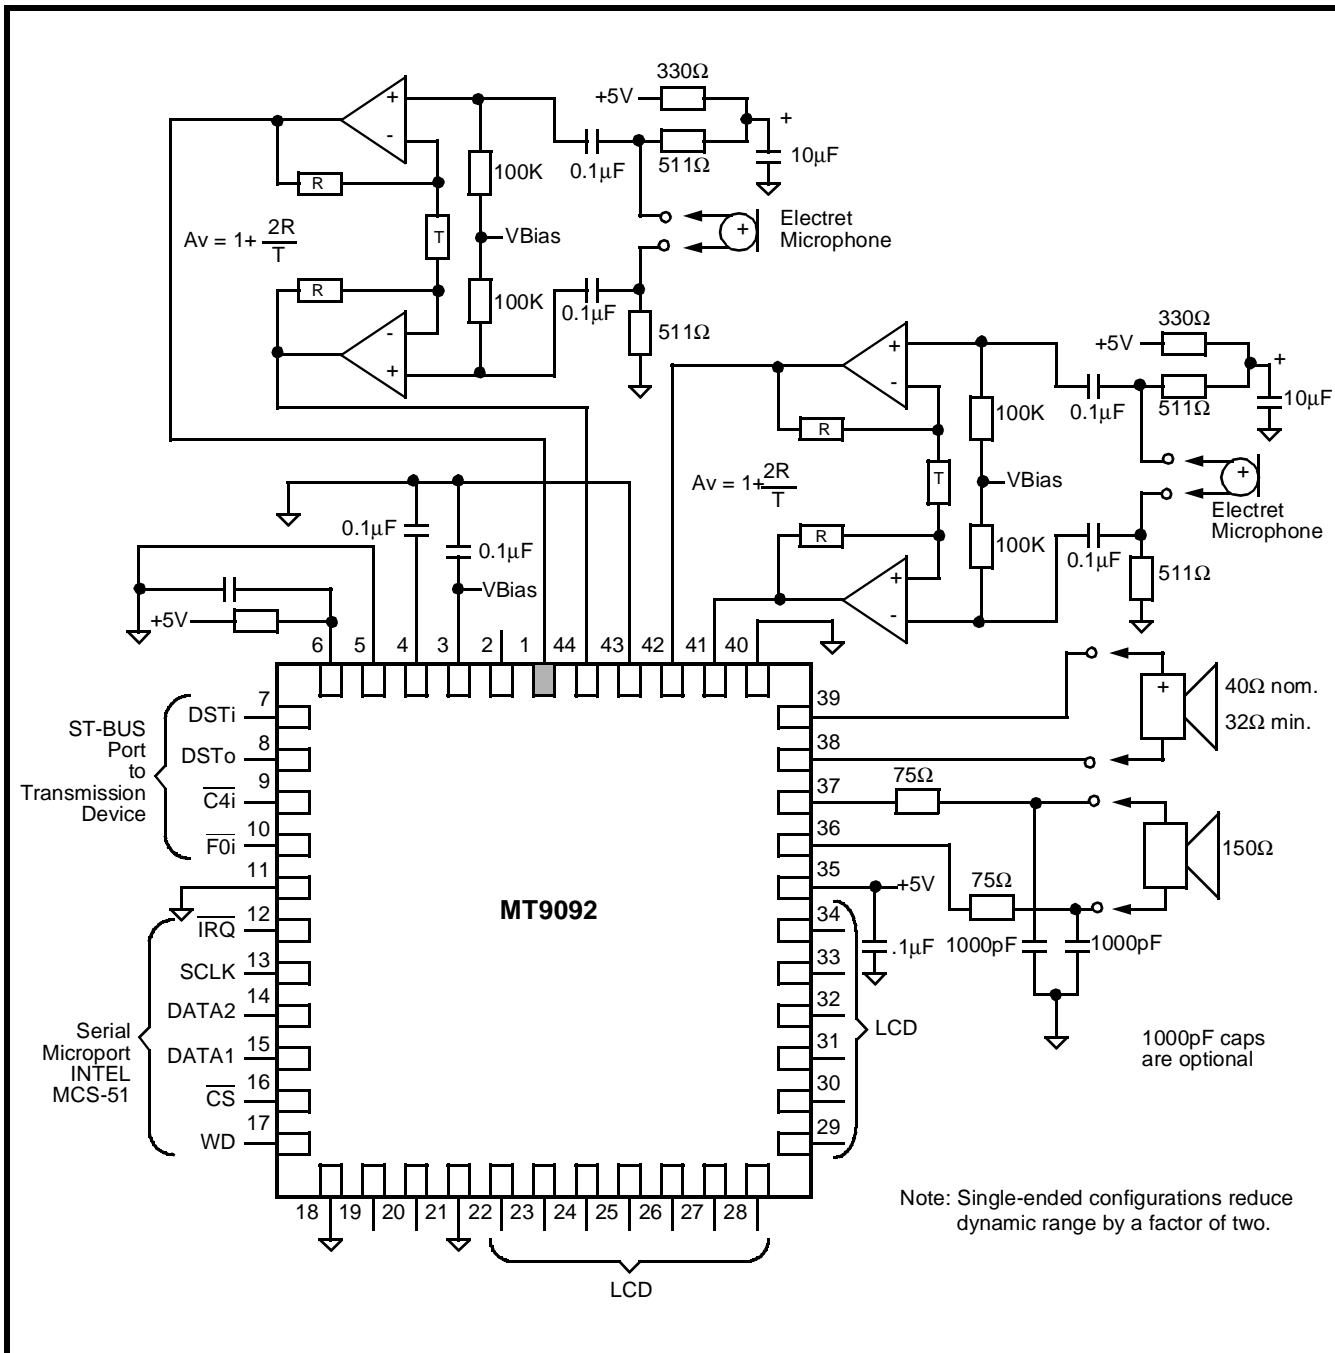 330Ω
+5V
+
+
-
100K
0.1µF
511Ω
10µF
R
T
Av = 1+ 2R
T
VBias
+
Electret
Microphone
R
100K
0.1µF
-
+
511Ω
330Ω
+5V
+
+
-
100K
0.1µF
511Ω
10µF
R
T
Av = 1+ 2R
T
VBias
+
Electret
Microphone
R
100K
0.1µF
+
-
511Ω
0.1µF
0.1µF
VBias
+5V
6 5 4 3 2 1 44 43 42 41 40
ST-BUS
Port
to
Transmission
Device
7
DSTi
8
DSTo
9
C4i
10
F0i
11
Serial
Microport
INTEL
MCS-51
12
IRQ
13
SCLK
14
DATA2
15
DATA1
16
CS
17
WD
MT9092
39
+
40Ω nom.
32Ω min.
38
75Ω
37
36
75Ω
150Ω
35
+5V
.1µF
1000pF
1000pF
34
33
32
31
30
29
LCD
1000pF caps
are optional
18 19 20 21 22 23 24 25 26 27 28
LCD
Note: Single-ended configurations reduce
dynamic range by a factor of two.